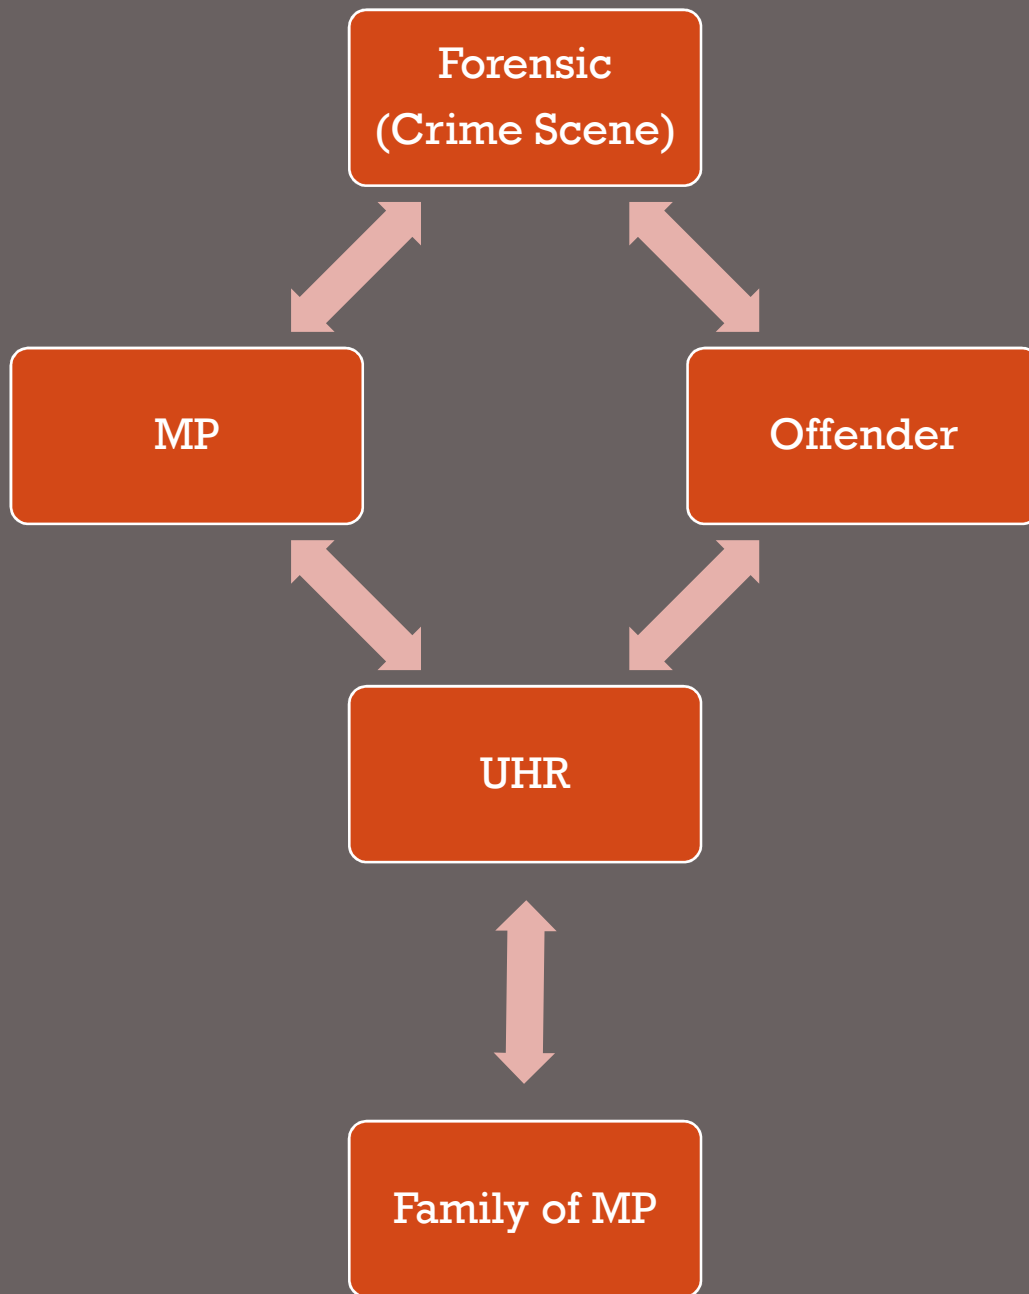 Forensic
(Crime Scene)
MP
Offender
UHR
Family of MP